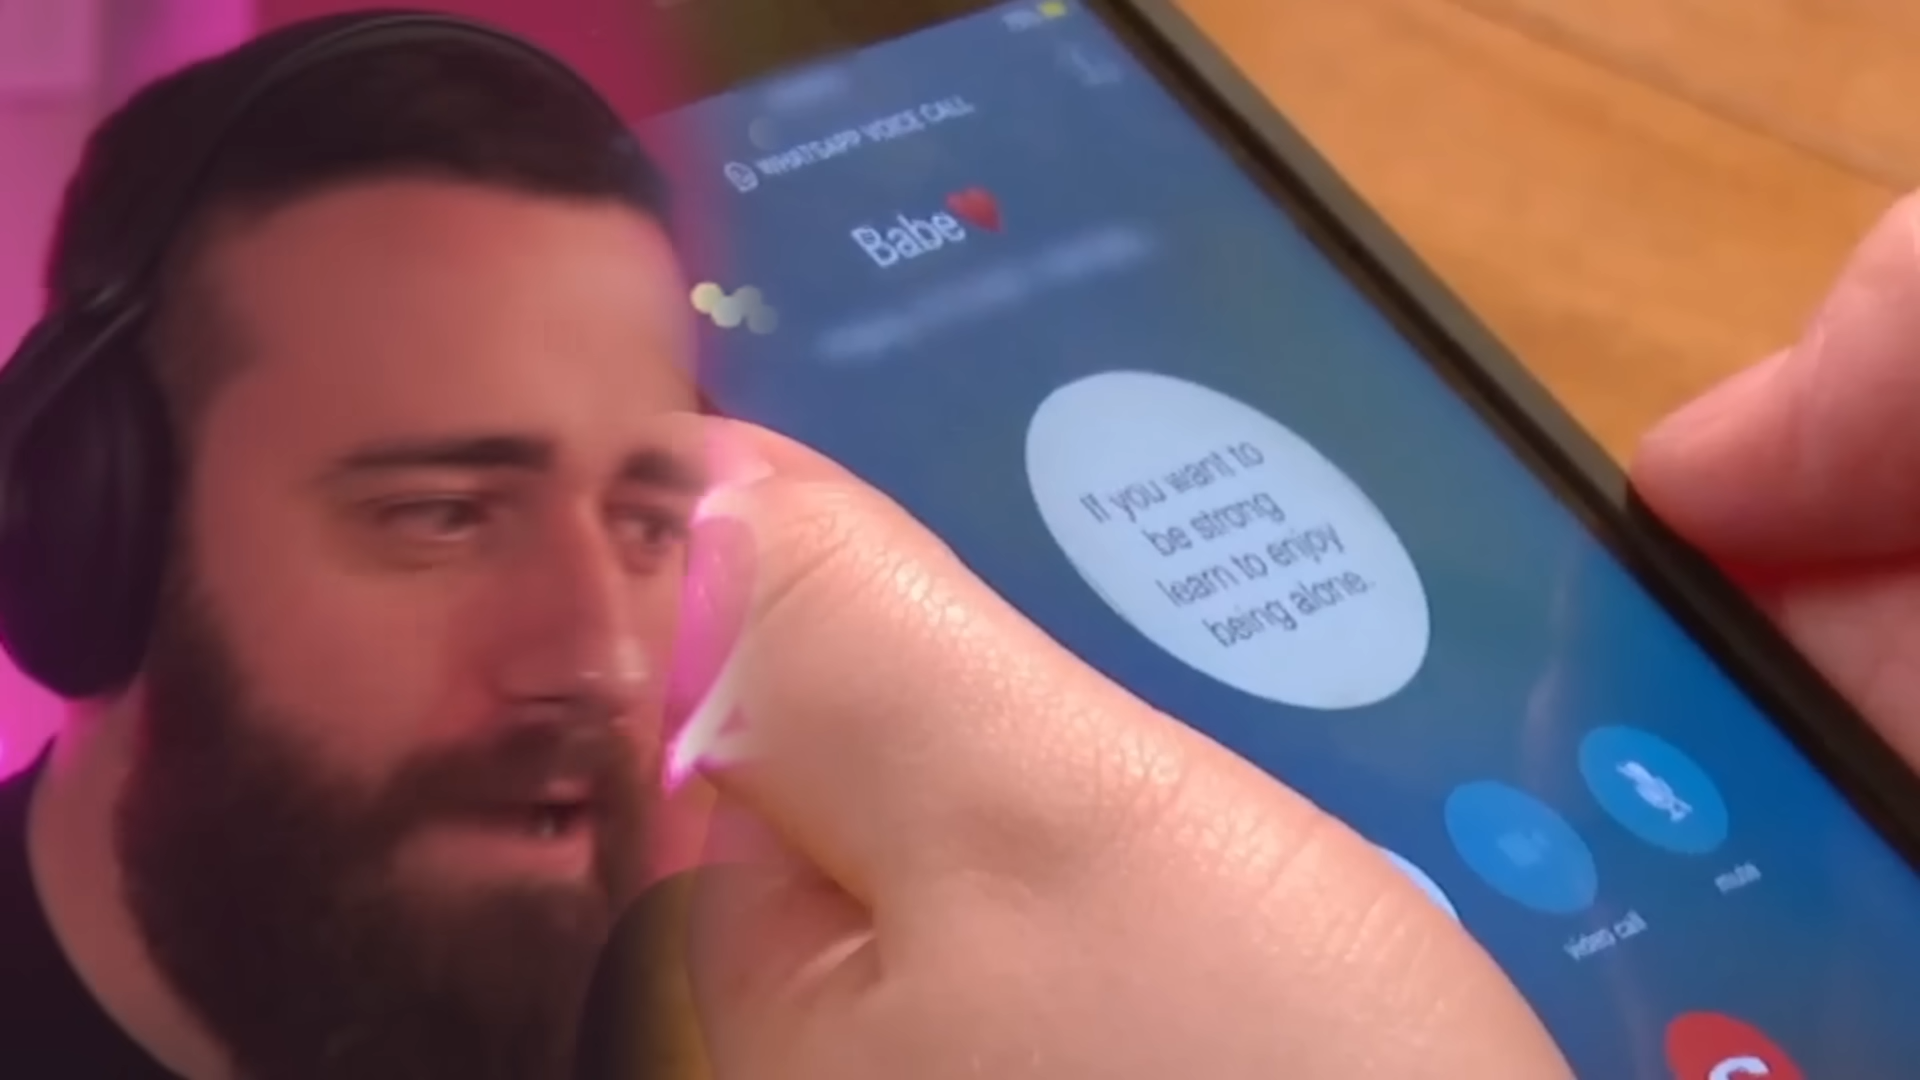 WHATSAPP VOICE CALL
Babe
If you want to
be strong
learn to enjoy
being alone.
mute
video call